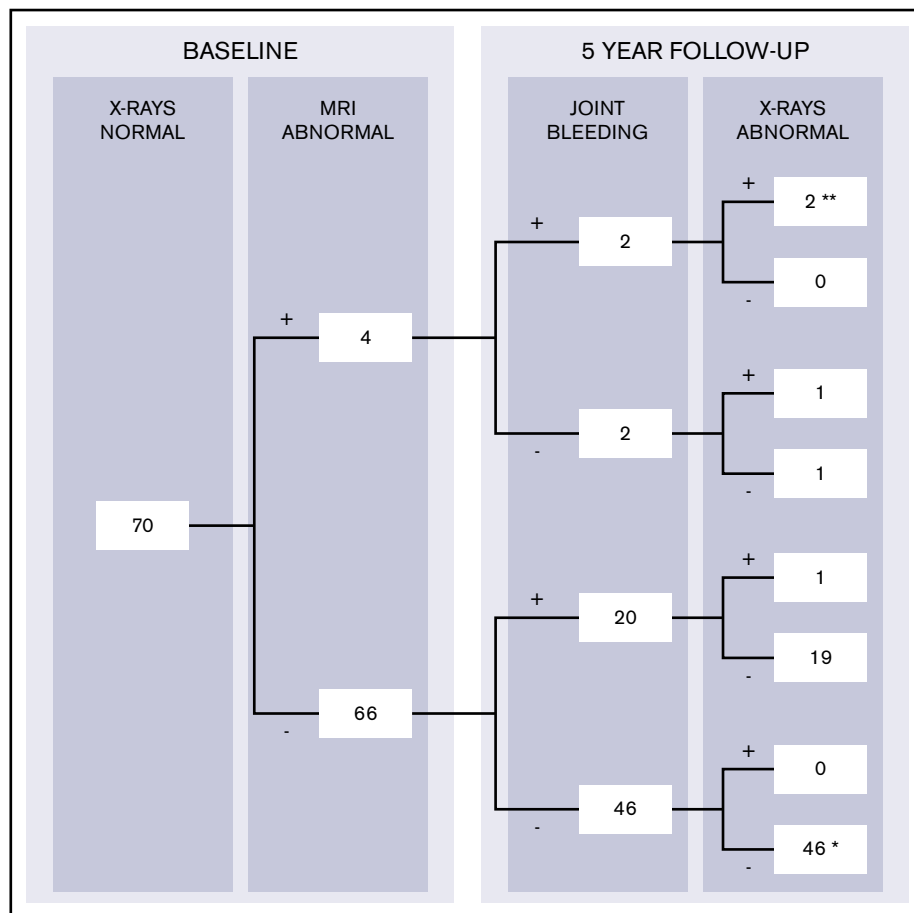 BASELINE
5 YEAR FOLLOW-UP
X-RAYS
NORMAL
MRI
ABNORMAL
JOINT
BLEEDING
X-RAYS
ABNORMAL
+
2 **
+
2
0
-
+
4
+
1
2
-
1
-
70
+
1
+
20
19
-
66
-
+
0
46
-
46 *
-